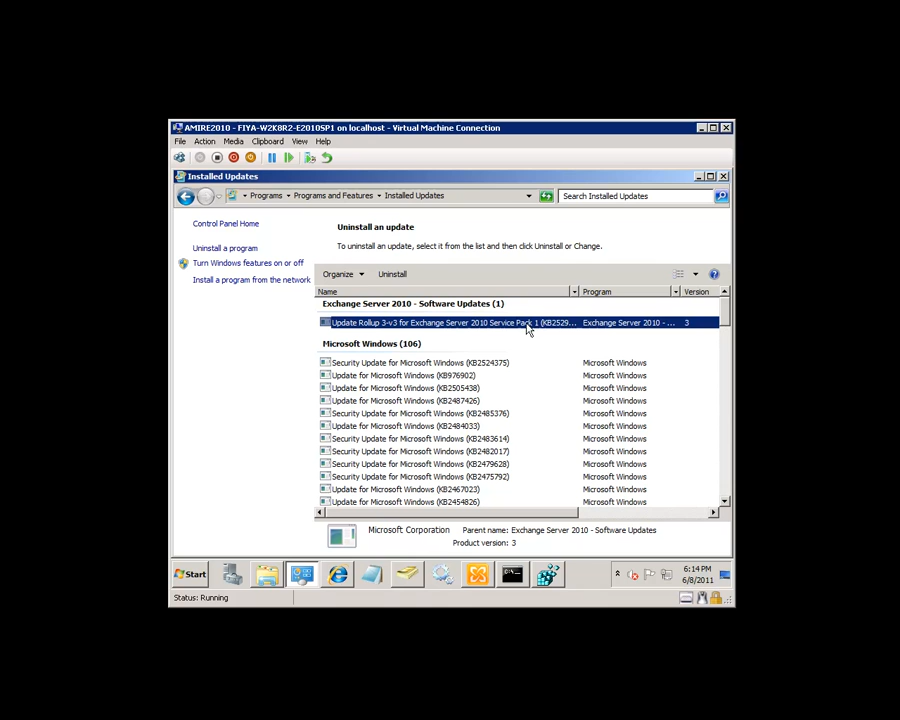 AMIRE2010 - FIYA-W2K8R2-E2010SP1 on localhost - Virtual Machine Connection
File Action Media Clipboard View Help
Installed Updates
Programs Programs and Features Installed Updates Search Installed Updates
Control Panel Home
Uninstall a program
Turn Windows features on or off
Install a program from the network
Uninstall an update
To uninstall an update, select it from the list and then click Uninstall or Change.
Organize Uninstall
Name Program Version
Exchange Server 2010 - Software Updates (1)
Update Rollup 3-v3 for Exchange Server 2010 Service Pack 1 (KB2529... Exchange Server 2010 - ... 3
Microsoft Windows (106)
Security Update for Microsoft Windows (KB2524375) Microsoft Windows
Update for Microsoft Windows (KB976902) Microsoft Windows
Update for Microsoft Windows (KB2505438) Microsoft Windows
Update for Microsoft Windows (KB2487426) Microsoft Windows
Security Update for Microsoft Windows (KB2485376) Microsoft Windows
Update for Microsoft Windows (KB2484033) Microsoft Windows
Security Update for Microsoft Windows (KB2483614) Microsoft Windows
Security Update for Microsoft Windows (KB2482017) Microsoft Windows
Security Update for Microsoft Windows (KB2479628) Microsoft Windows
Security Update for Microsoft Windows (KB2475792) Microsoft Windows
Update for Microsoft Windows (KB2467023) Microsoft Windows
Update for Microsoft Windows (KB2454826) Microsoft Windows
Microsoft Corporation Parent name: Exchange 2010 - Software Updates
Product version: 3
Start
6:14 PM
6/8/2011
Status: Running